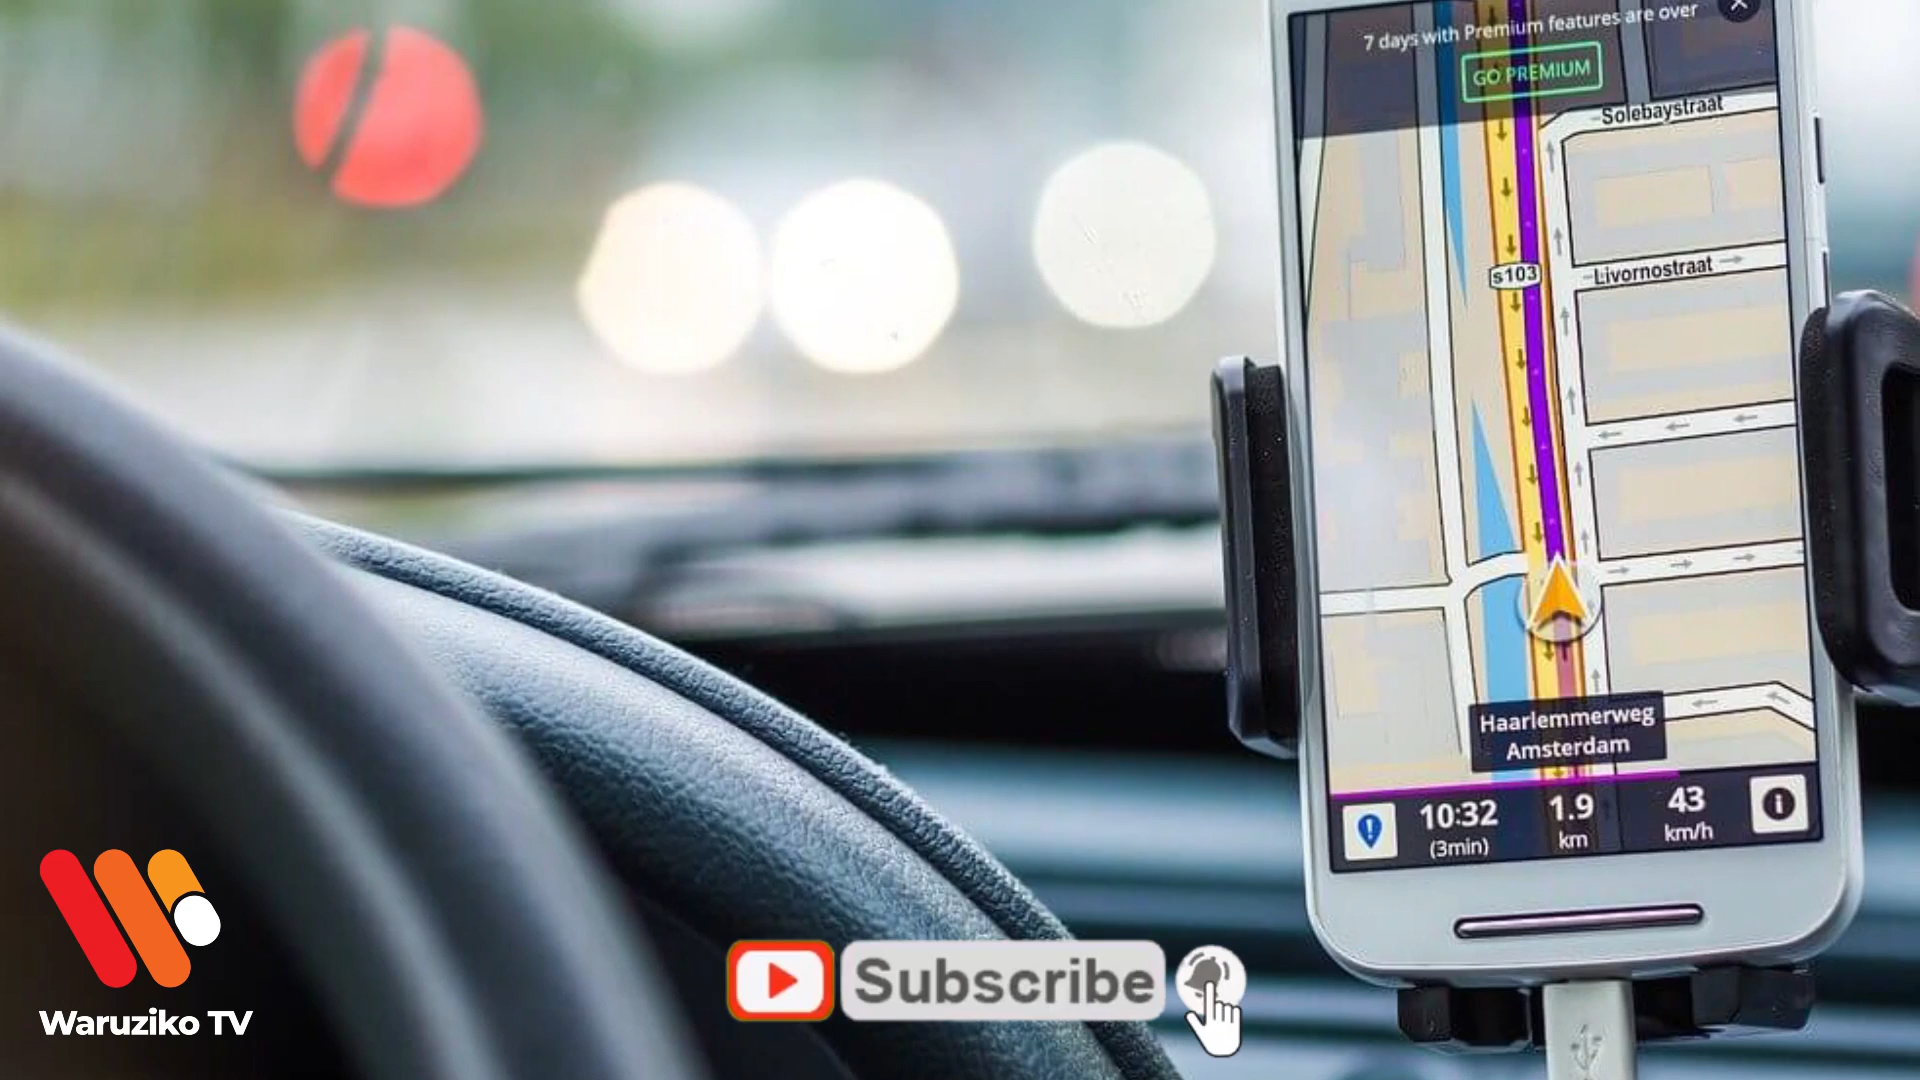 7 days with Premium features are over
GO PREMIUM
Solebaystraat
s103
Livornostraat
Haarlemmerweg
Amsterdam
10:32
(3min)
1.9
km
43
km/h
Waruziko TV
Subscribe